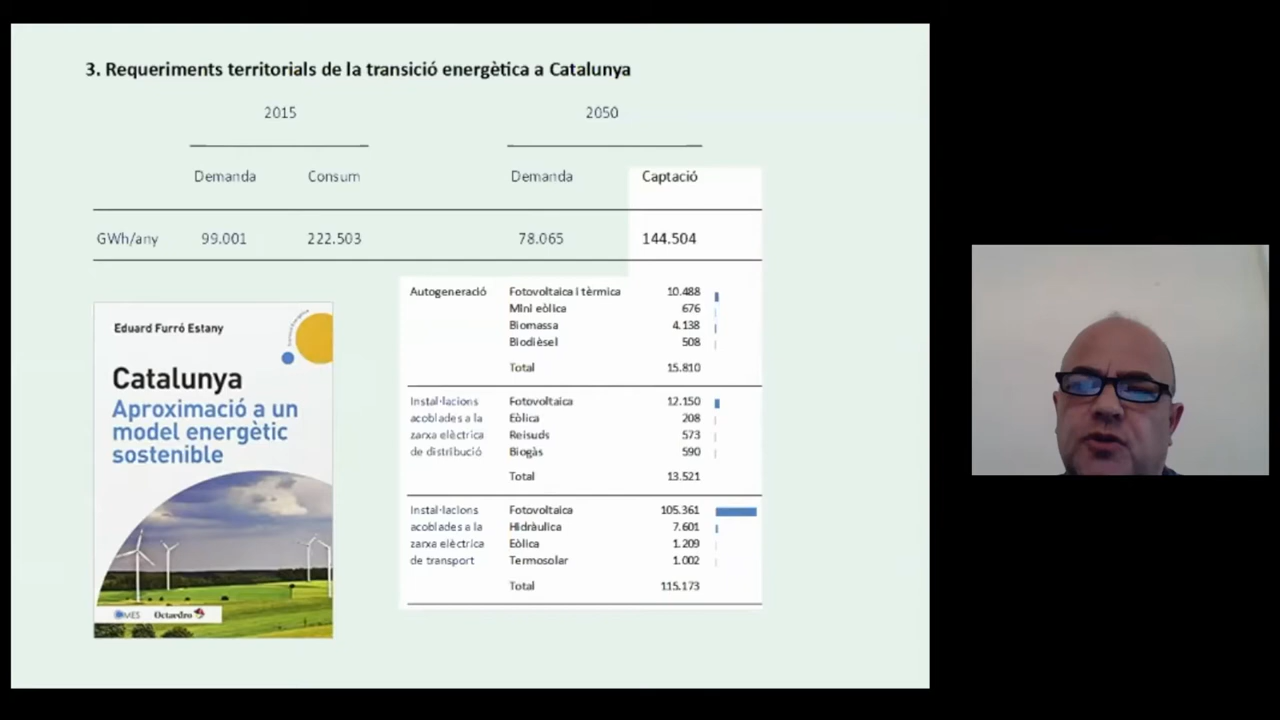 3. Requeriments territorials de la transició energètica a Catalunya
2015
2050
Demanda Consum Demanda Captació
GWh/any 99.001 222.503 78.065 144.504
Autogeneració Fotovoltaica i tèrmica 10.488
Mini eòlica 676
Biomassa 4.138
Biodièsel 508
Total 15.810
Instal·lacions Fotovoltaica 12.150
acoblades a la Eòlica 208
zarxa elèctrica Reisuds 573
de distribució Biogàs 590
Total 13.521
Instal·lacions Fotovoltaica 105.361
acoblades a la Hidràulica 7.601
zarxa elèctrica Eòlica 1.209
de transport Termosolar 1.002
Total 115.173
Eduard Furró Estany
Catalunya
Aproximació a un
model energètic
sostenible
Octaedro